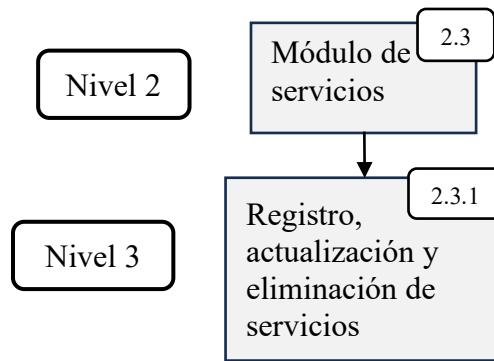 2.3
Nivel 2
Módulo de
servicios
2.3.1
Nivel 3
Registro,
actualización y
eliminación de
servicios